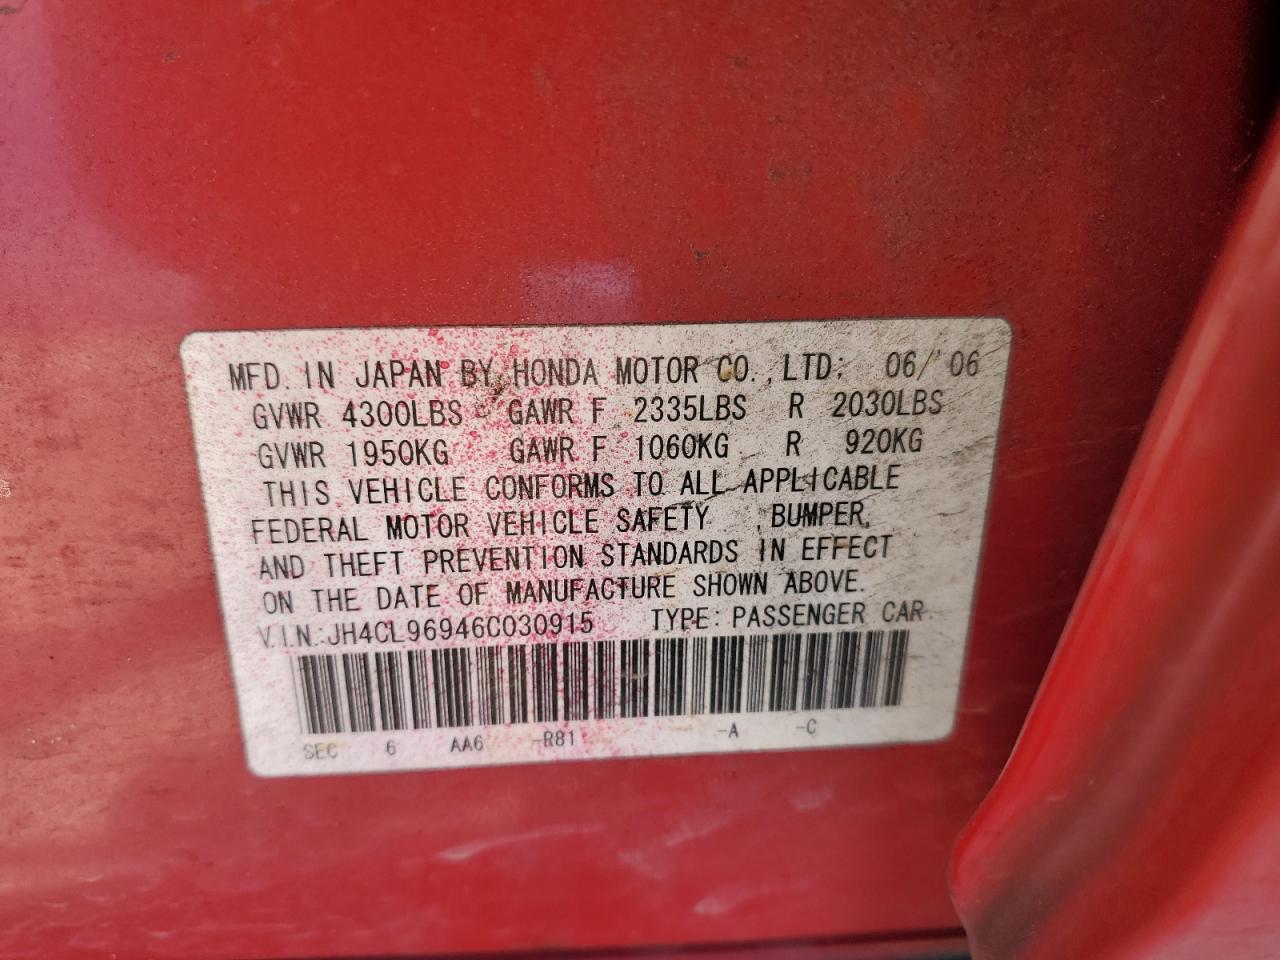 MFD. IN JAPAN BY HONDA MOTOR CO., LTD. 06/ 06
GVWR 4300LBS GAWR F 2335LBS R 2030LBS
GVWR 1950KG GAWR F 1060KG R 920KG
THIS VEHICLE CONFORMS TO ALL APPLICABLE
FEDERAL MOTOR VEHICLE SAFETY , BUMPER,
AND THEFT PREVENTION STANDARDS IN EFFECT
ON THE DATE OF MANUFACTURE SHOWN ABOVE.
V.I.N.:JH4CL96946C030915 TYPE: PASSENGER CAR
SEC 6 AA6 -R81 -A -C